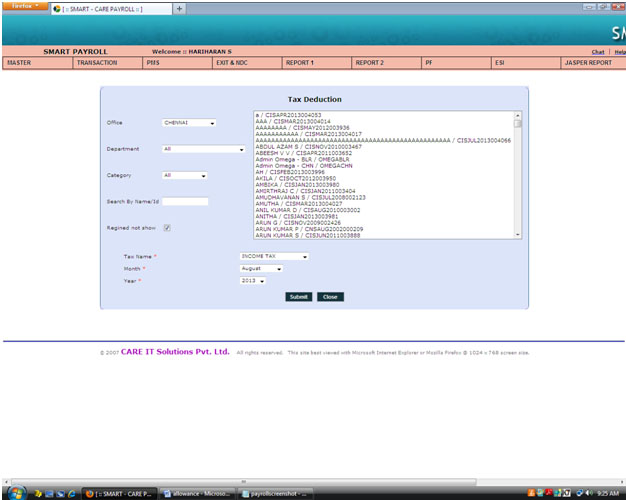 Firefox
[ :: SMART - CARE PAYROLL :: ]
SMART PAYROLL Welcome :: HARIHARAN S Chat | Help
MASTER TRANSACTION PMS EXIT & NDC REPORT 1 REPORT 2 PF ESI JASPER REPORT
Tax Deduction
Office CHENNAI
Department All
Category All
Search By Name/Id
Regined not show
a / CISAPR2013004053
AAA / CISMAR2013004014
AAAAAAAA / CISMAY2012003936
AAAAAAAAAAA / CISMAR2013004017
/ CISJUL2013004066
ABDUL AZAM S / CISNOV2010003467
ABEESH V V / CISAPR2011003652
Admin Omega - BLR / OMEGABLR
Admin Omega - CHN / OMEGACHN
AH / CISFEB2013003996
AKILA / CISOCT2012003950
AMBIKA / CISJAN2013003980
AMIRTHRAJ C / CISJAN2011003404
AMUDHAVANAN S / CISJUL2008002123
AMUTHA / CISMAR2013004027
ANIL KUMAR D / CISAUG2010003002
ANITHA / CISJAN2013003981
ARUN G / CISNOV2009002426
ARUN KUMAR P / CNSAUG2002000209
ARUN KUMAR S / CISJUN2011003888
Tax Name * INCOME TAX
Month * August
Year * 2013
Submit Close
© 2007 CARE IT Solutions Pvt. Ltd. All rights reserved. This site best viewed with Microsoft Internet Explorer or Mozilla Firefox @ 1024 x 768 screen size.
[ :: SMART - CARE P... allowance - Microso... payrollscreenshot - ... 9:25 AM